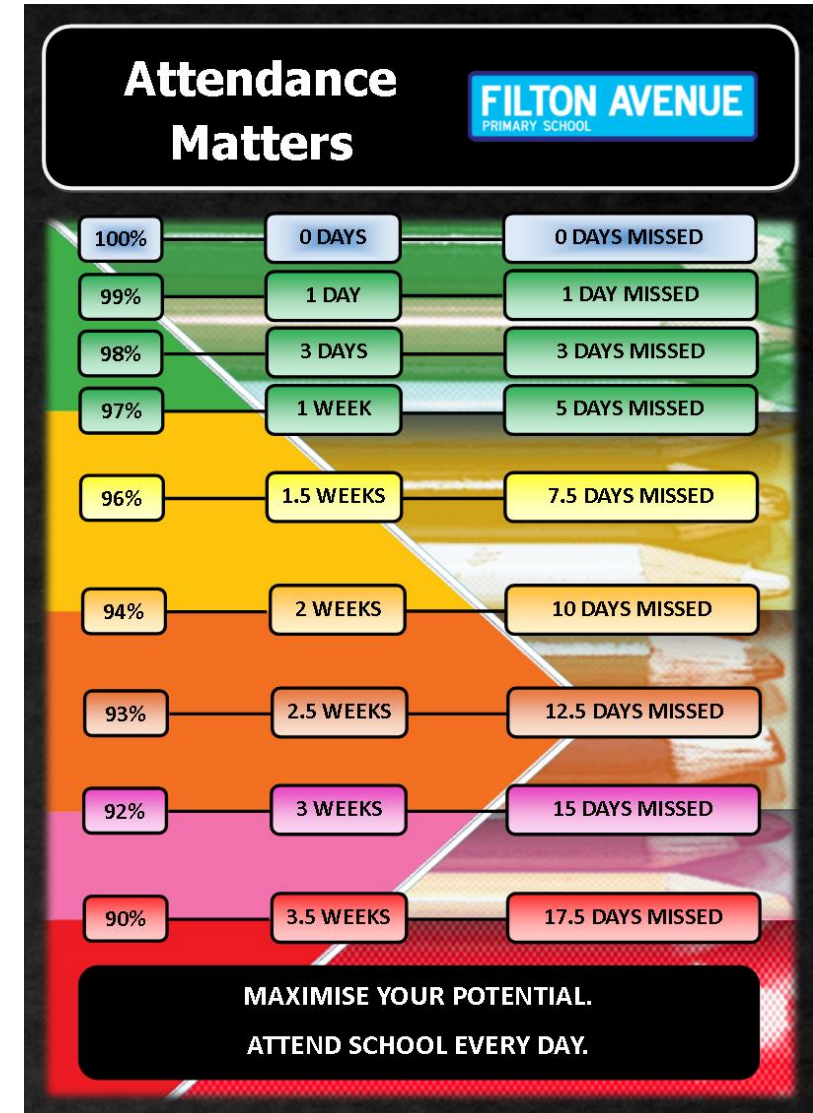 Attendance
Matters
FILTON AVENUE
PRIMARY SCHOOL
100% 0 DAYS 0 DAYS MISSED
99% 1 DAY 1 DAY MISSED
98% 3 DAYS 3 DAYS MISSED
97% 1 WEEK 5 DAYS MISSED
96% 1.5 WEEKS 7.5 DAYS MISSED
94% 2 WEEKS 10 DAYS MISSED
93% 2.5 WEEKS 12.5 DAYS MISSED
92% 3 WEEKS 15 DAYS MISSED
90% 3.5 WEEKS 17.5 DAYS MISSED
MAXIMISE YOUR POTENTIAL.
ATTEND SCHOOL EVERY DAY.